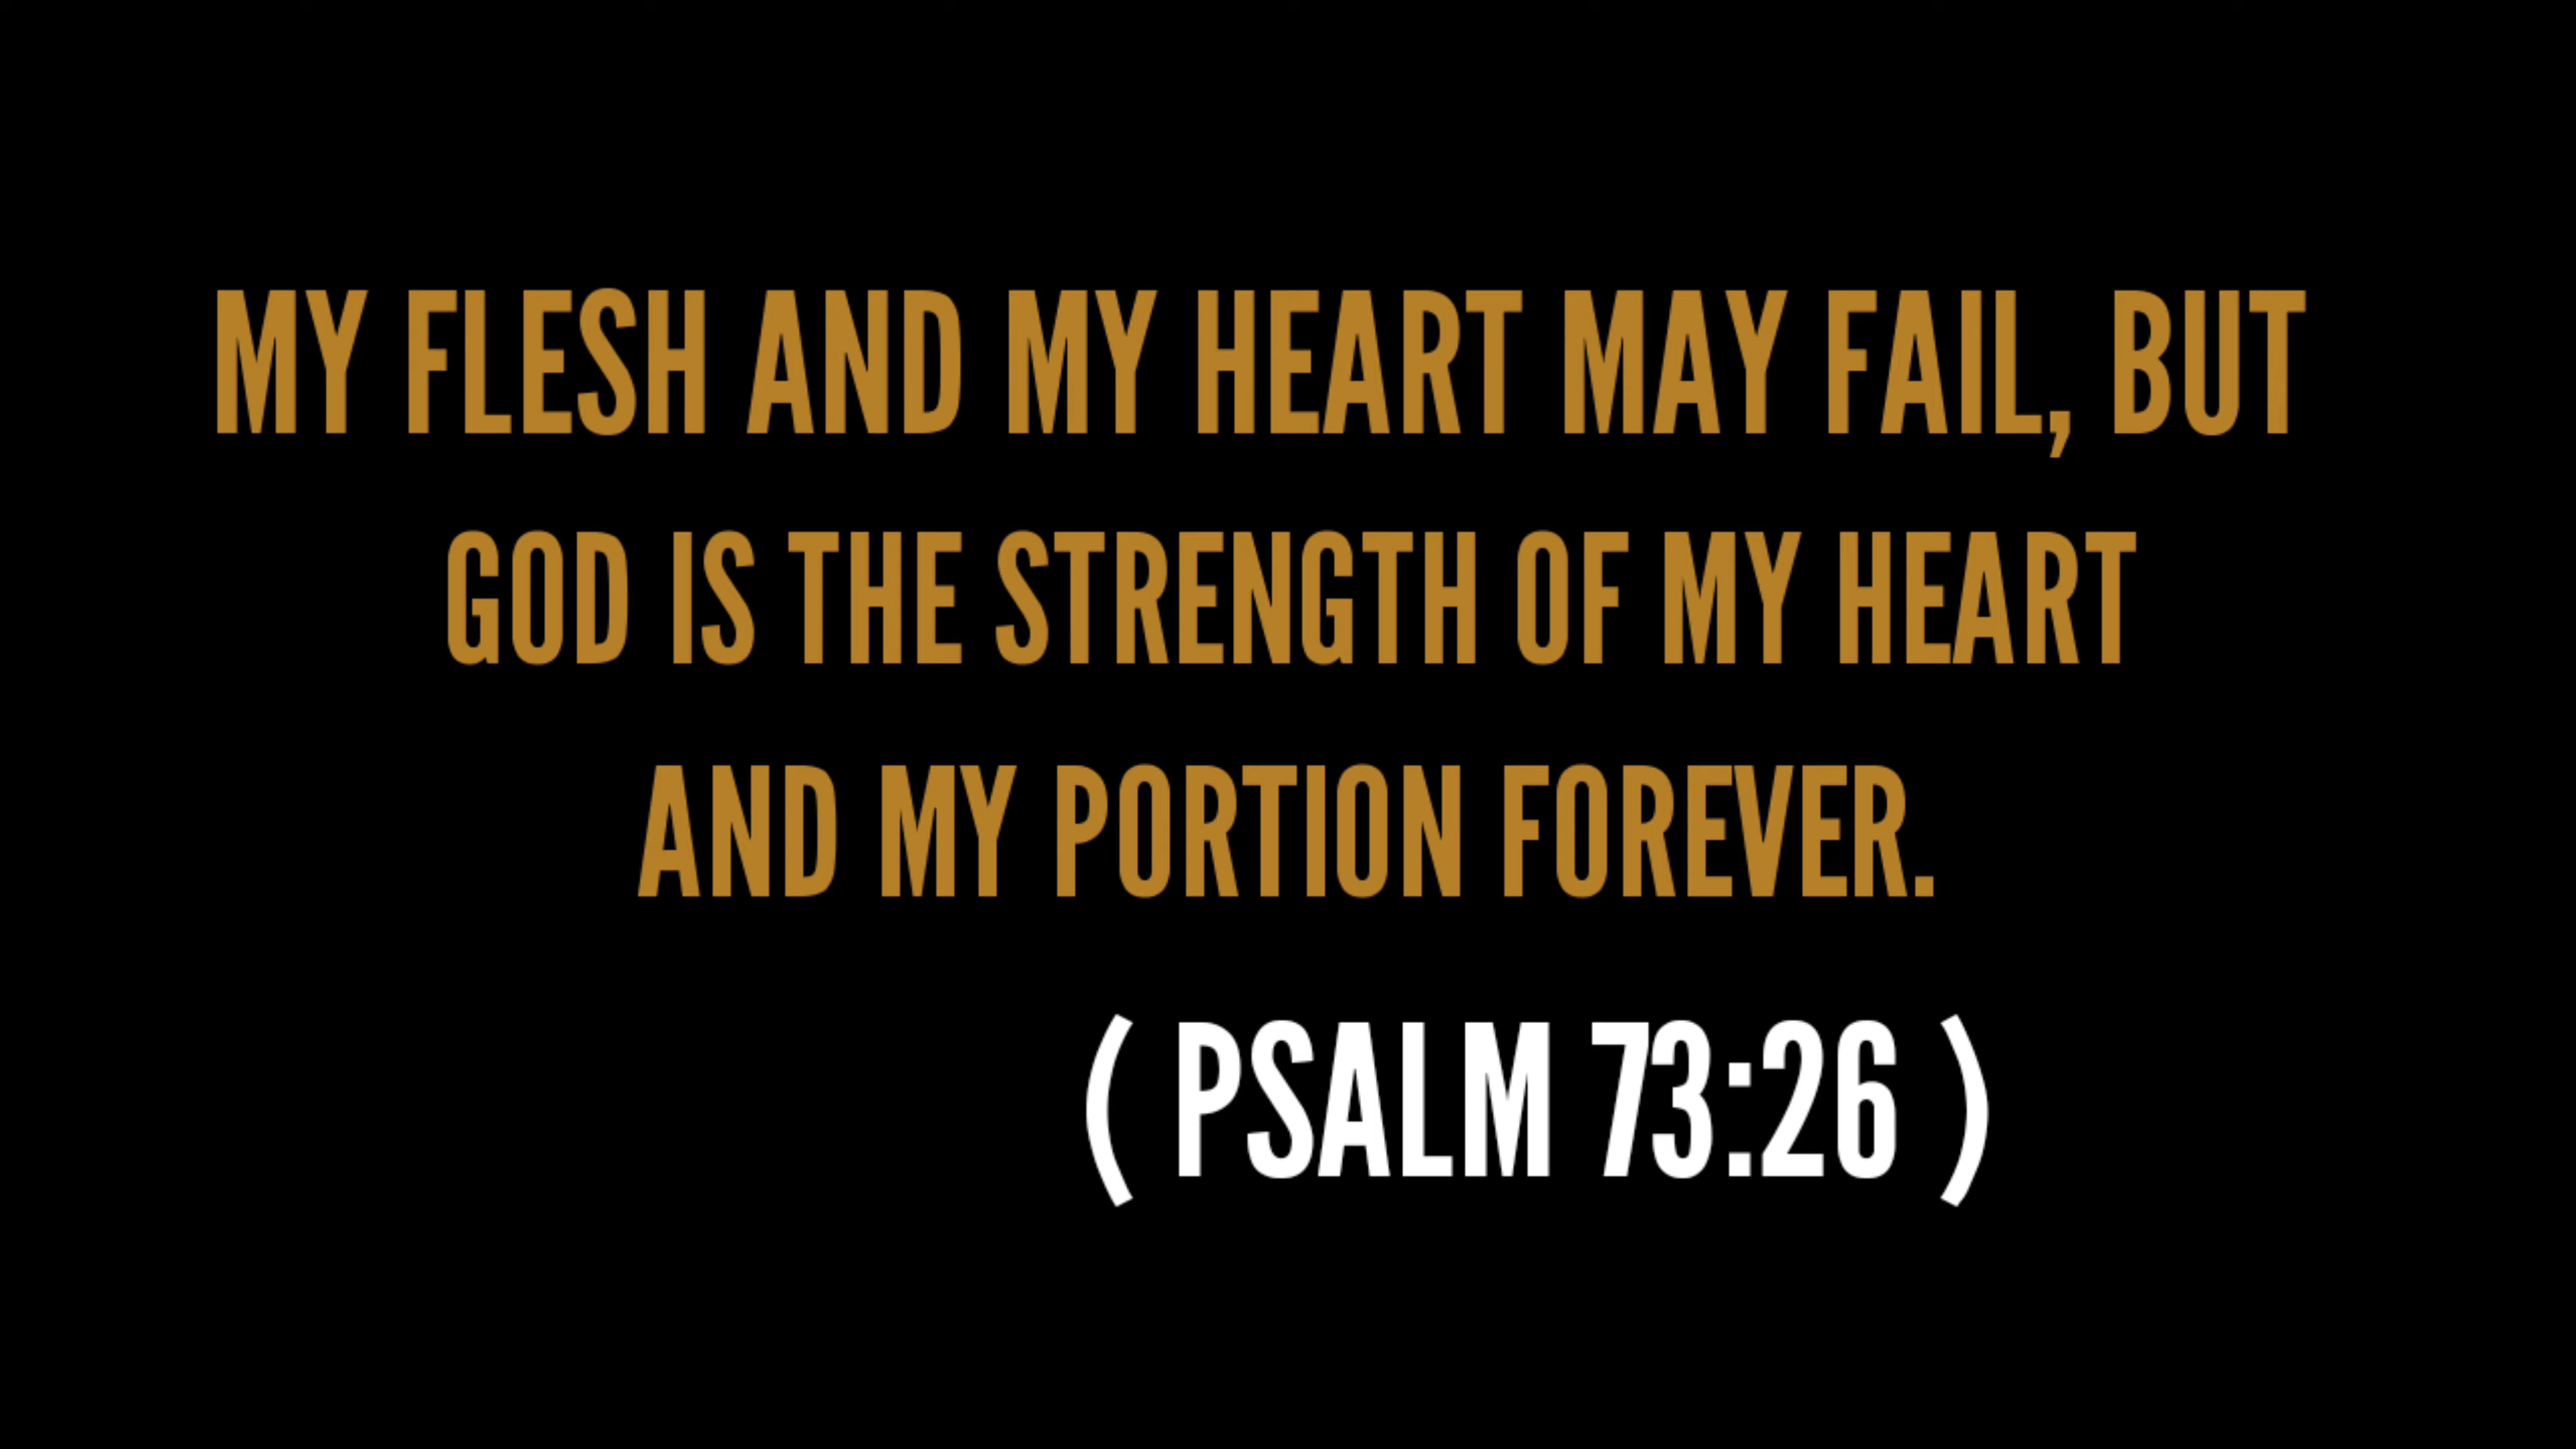 MY FLESH AND MY HEART MAY FAIL, BUT
GOD IS THE STRENGTH OF MY HEART
AND MY PORTION FOREVER.
( PSALM 73:26 )